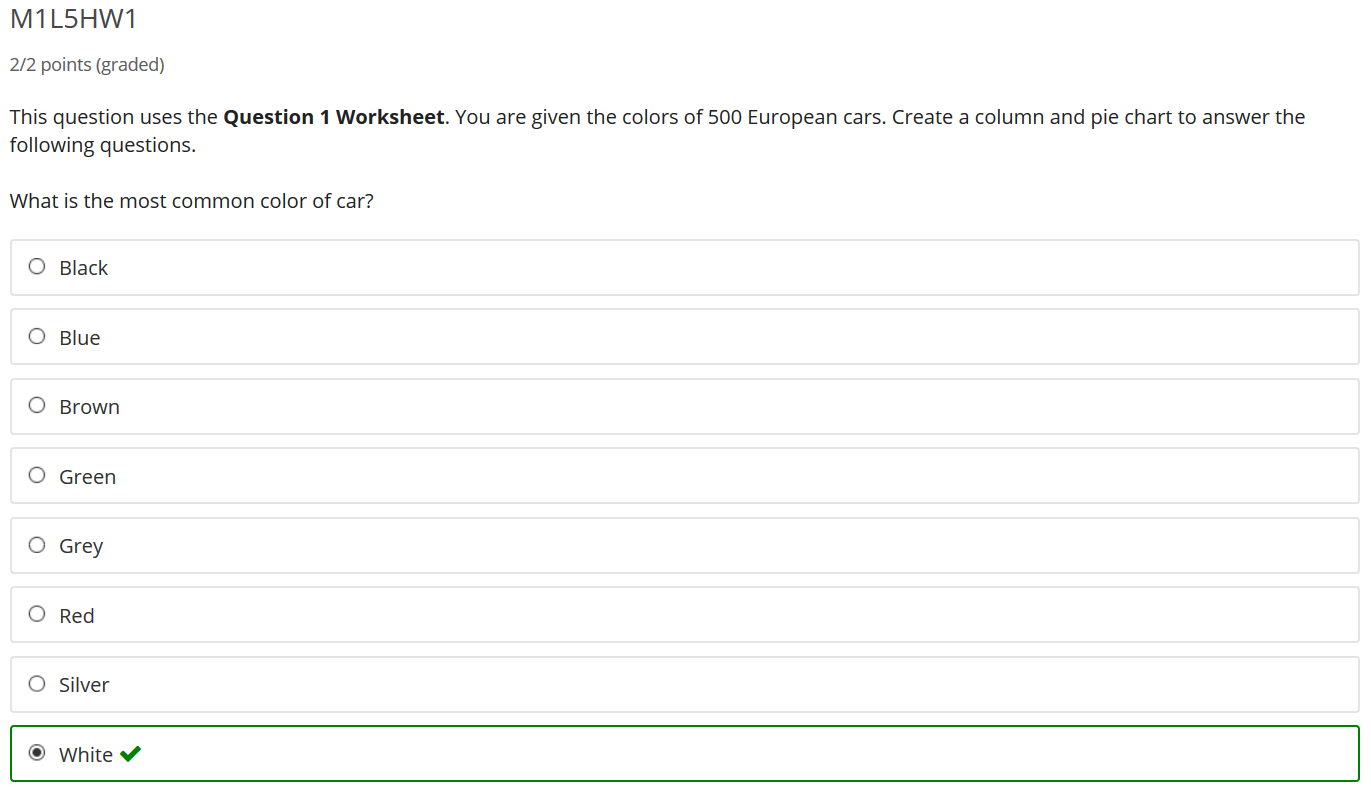 M1L5HW1
2/2 points (graded)
This question uses the Question 1 Worksheet. You are given the colors of 500 European cars. Create a column and pie chart to answer the
following questions.
What is the most common color of car?
Black
Blue
Brown
Green
Grey
Red
Silver
White